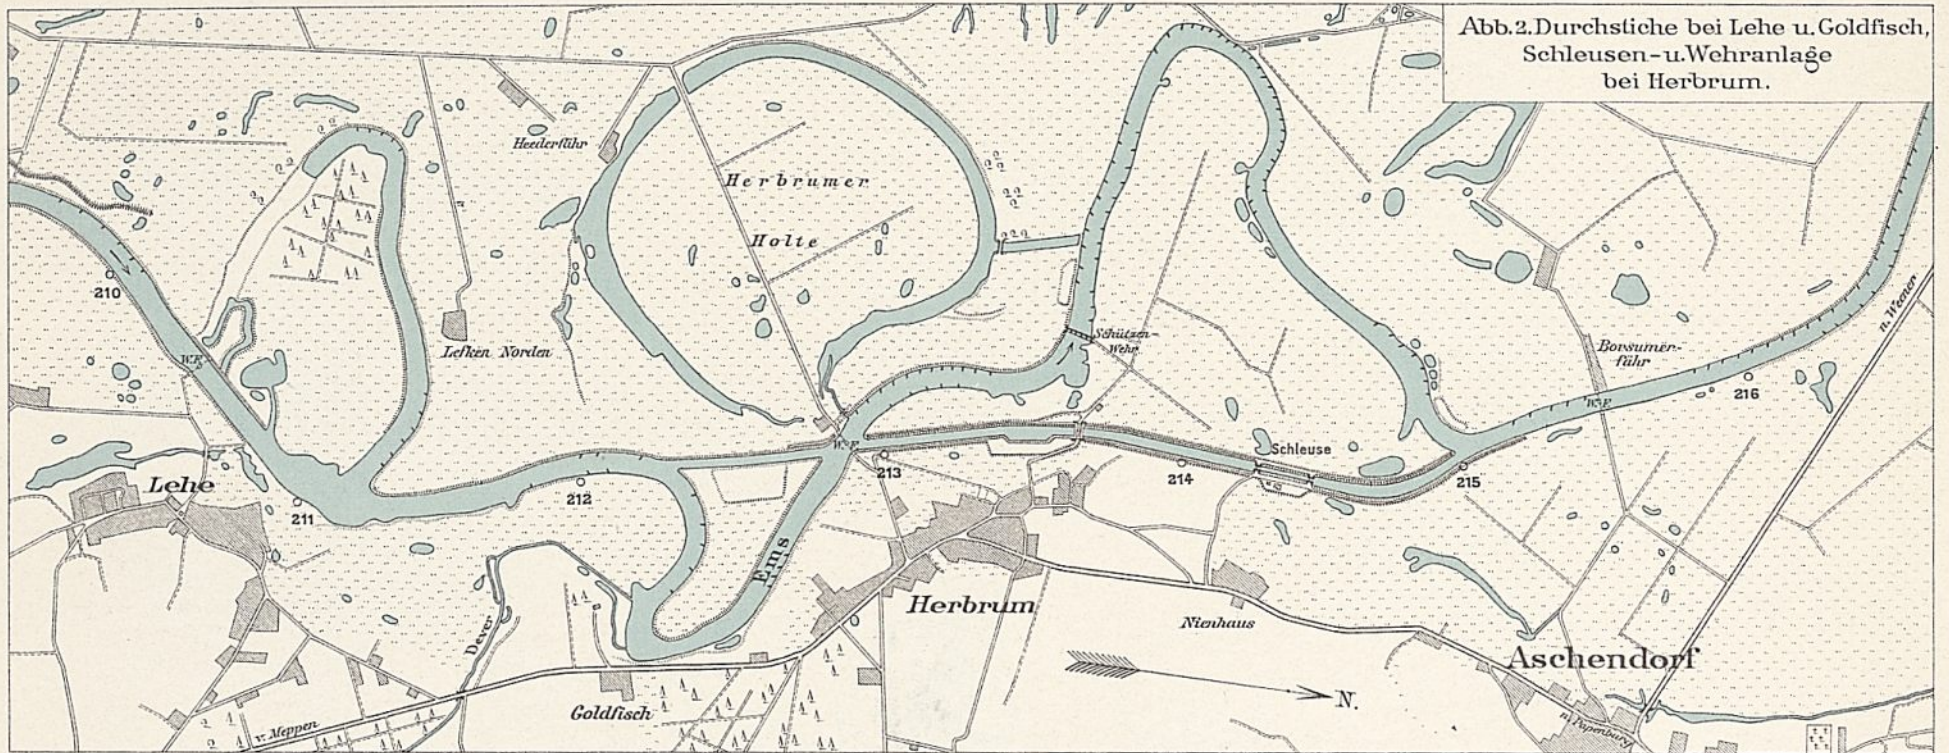 Abb.2.Durchstiche bei Lehe u.Goldfisch,
Schleusen-u.Wehranlage
bei Herbrum.
Heederfähr
Herbrumer
Holte
210
Lefken Norden
Schützen-
Wehr
n. Weener
Borsumer-
fähr
W.F.
W.F.
W.F.
216
213
Schleuse
Lehe
211
212
214
215
Ems
Dever
Herbrum
Nienhaus
Aschendorf
N.
Goldfisch
v. Meppen
n. Papenburg